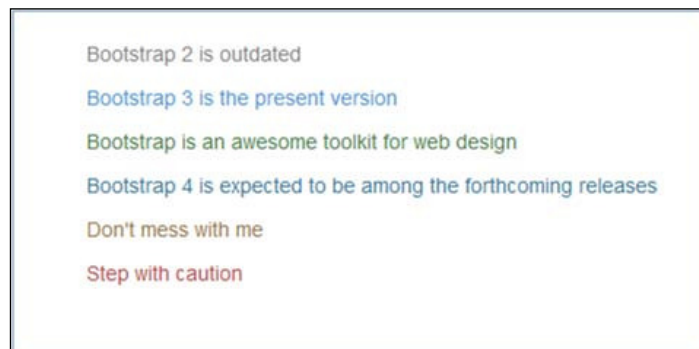 Bootstrap 2 is outdated
Bootstrap 3 is the present version
Bootstrap is an awesome toolkit for web design
Bootstrap 4 is expected to be among the forthcoming releases
Don't mess with me
Step with caution